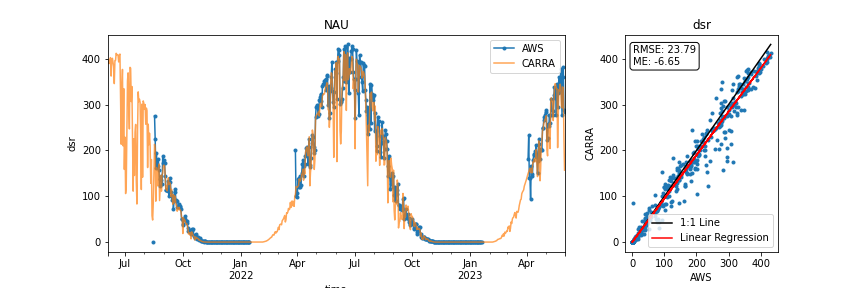 NAU
dsr
400
300
200
100
0
AWS
CARRA
Jul
Oct
Jan
2022
Apr
Jul
Oct
Jan
2023
Apr
time
dsr
RMSE: 23.79
ME: -6.65
CARRA
400
300
200
100
0
1:1 Line
Linear Regression
0
100
200
300
400
AWS